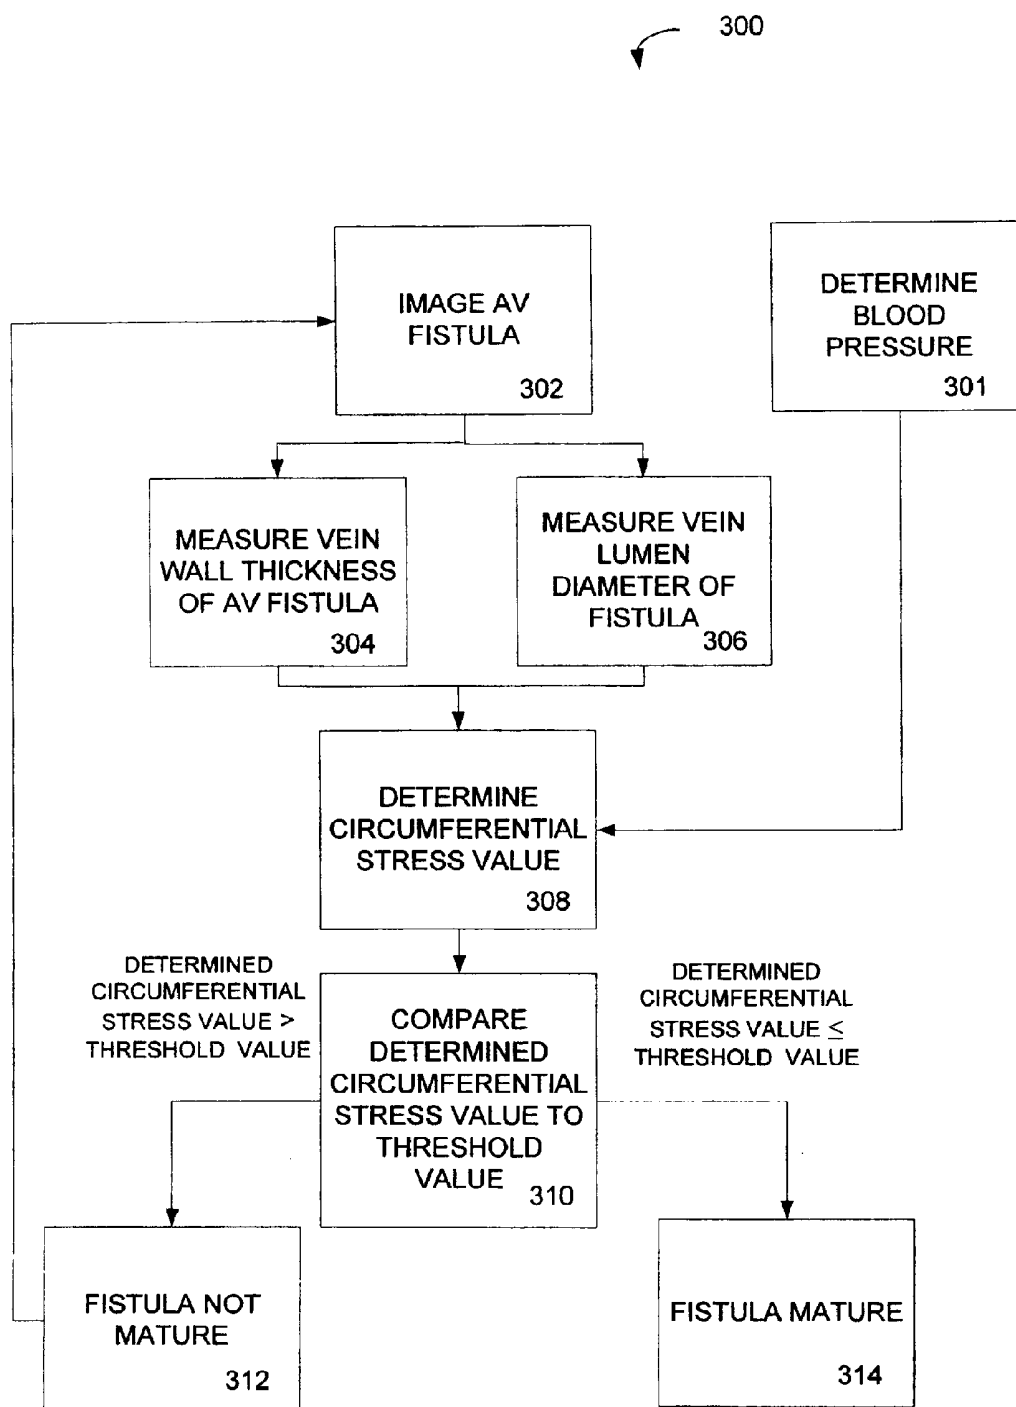 300
IMAGE AV
FISTULA
302
DETERMINE
BLOOD
PRESSURE
301
MEASURE VEIN
WALL THICKNESS
OF AV FISTULA
304
MEASURE VEIN
LUMEN
DIAMETER OF
FISTULA
306
DETERMINE
CIRCUMFERENTIAL
STRESS VALUE
308
DETERMINED
CIRCUMFERENTIAL
STRESS VALUE >
THRESHOLD VALUE
COMPARE
DETERMINED
CIRCUMFERENTIAL
STRESS VALUE TO
THRESHOLD
VALUE
310
DETERMINED
CIRCUMFERENTIAL
STRESS VALUE ≤
THRESHOLD VALUE
FISTULA NOT
MATURE
312
FISTULA MATURE
314